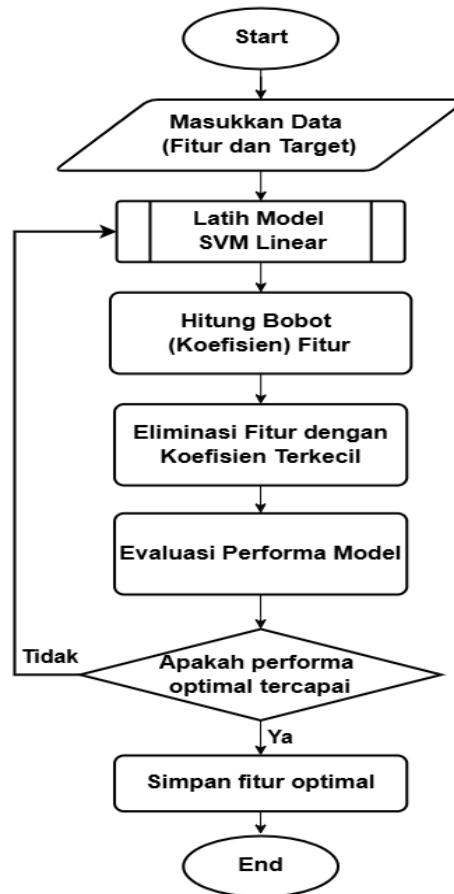 Start
Masukkan Data
(Fitur dan Target)
Latih Model
SVM Linear
Hitung Bobot
(Koefisien) Fitur
Eliminasi Fitur dengan
Koefisien Terkecil
Evaluasi Performa Model
Tidak
Apakah performa
optimal tercapai
Ya
Simpan fitur optimal
End